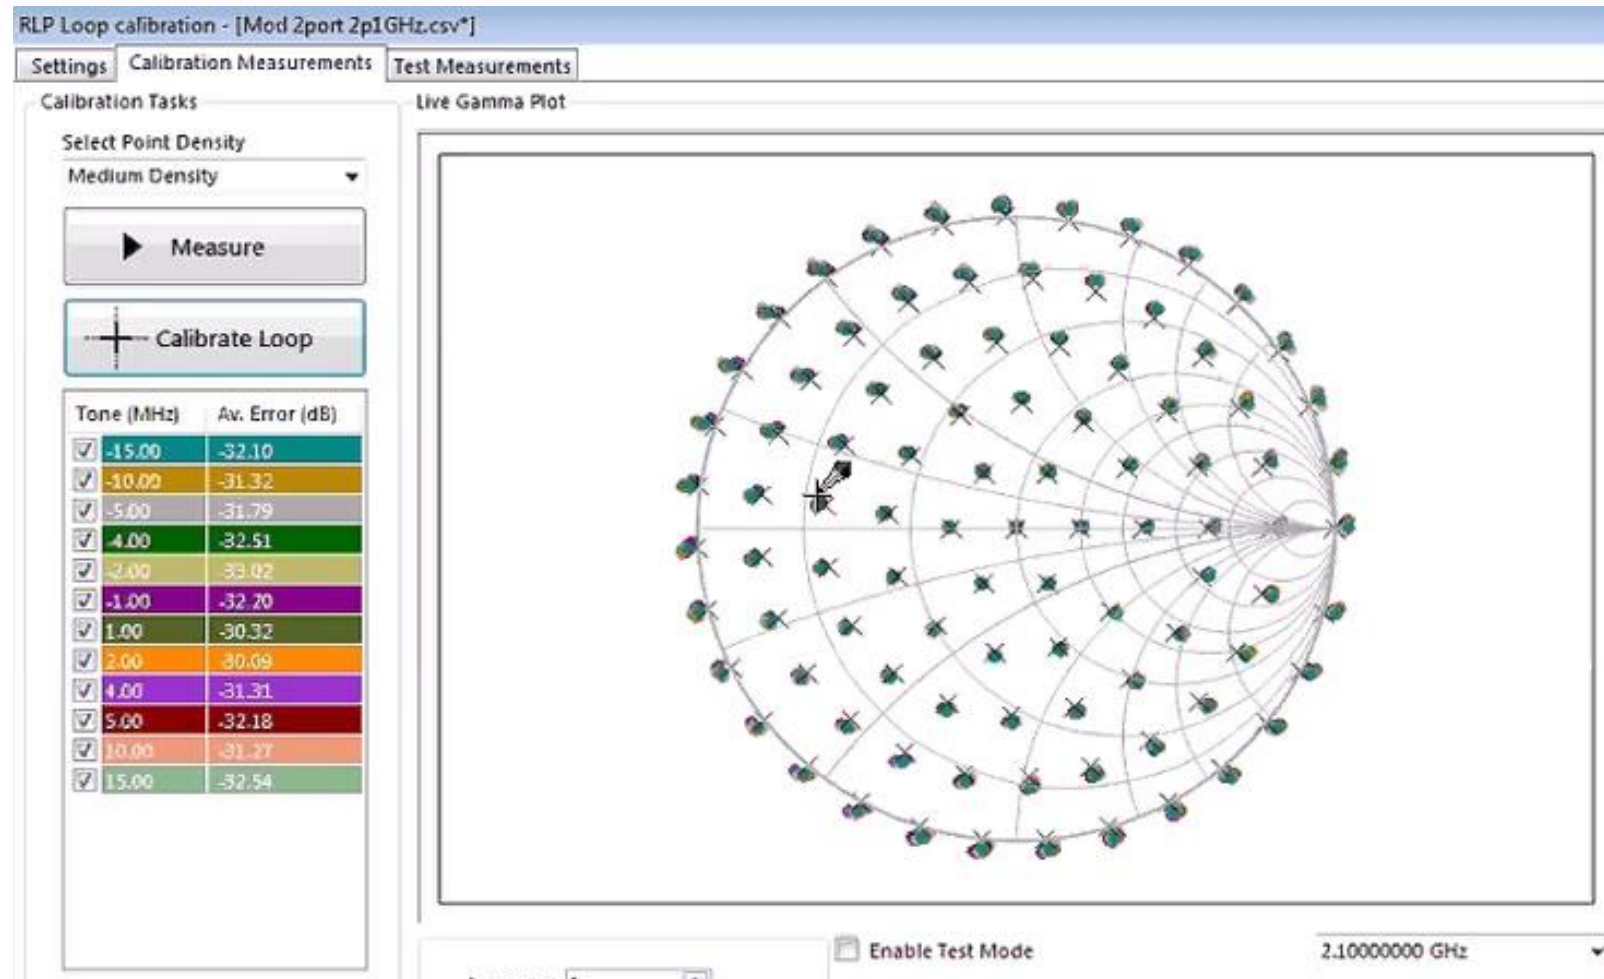 RLP Loop calibration - [Mod 2port 2p1GHz.csv*]
Settings Calibration Measurements Test Measurements
Calibration Tasks
Live Gamma Plot
Select Point Density
Medium Density
Measure
Calibrate Loop
Tone (MHz) Av. Error (dB)
-15.00 -32.10
-10.00 -31.32
-5.00 -31.79
-4.00 -32.51
-2.00 -33.02
-1.00 -32.20
1.00 -30.32
2.00 -30.09
4.00 -31.31
5.00 -32.18
10.00 -31.27
15.00 -32.54
Enable Test Mode
2.10000000 GHz